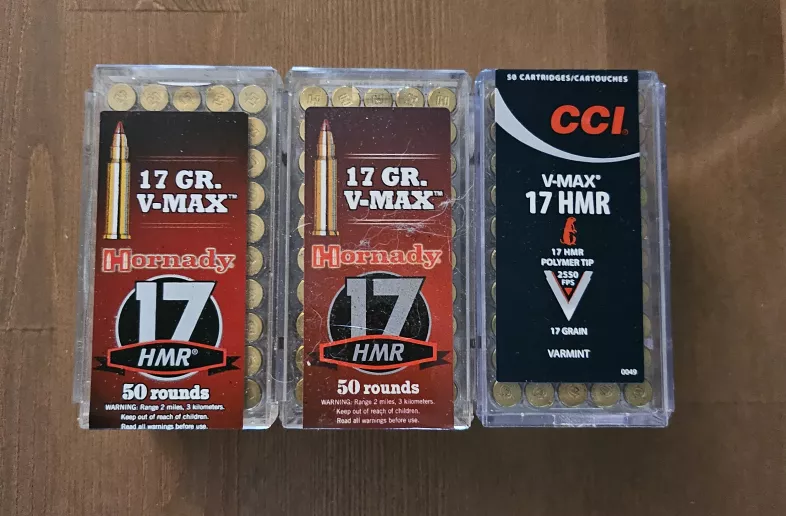 17 GR.
V-MAX™
Hornady
17
HMR®
50 rounds
WARNING: Range 2 miles, 3 kilometers.
Keep out of reach of children.
Read all warnings before use.
17 GR.
V-MAX™
Hornady
17
HMR
50 rounds
WARNING: Range 2 miles, 3 kilometers.
Keep out of reach of children.
Read all warnings before use.
50 CARTRIDGES/CARTOUCHES
CCI
V-MAX®
17 HMR
17 HMR
POLYMER TIP
2550
FPS
17 GRAIN
VARMINT
0049